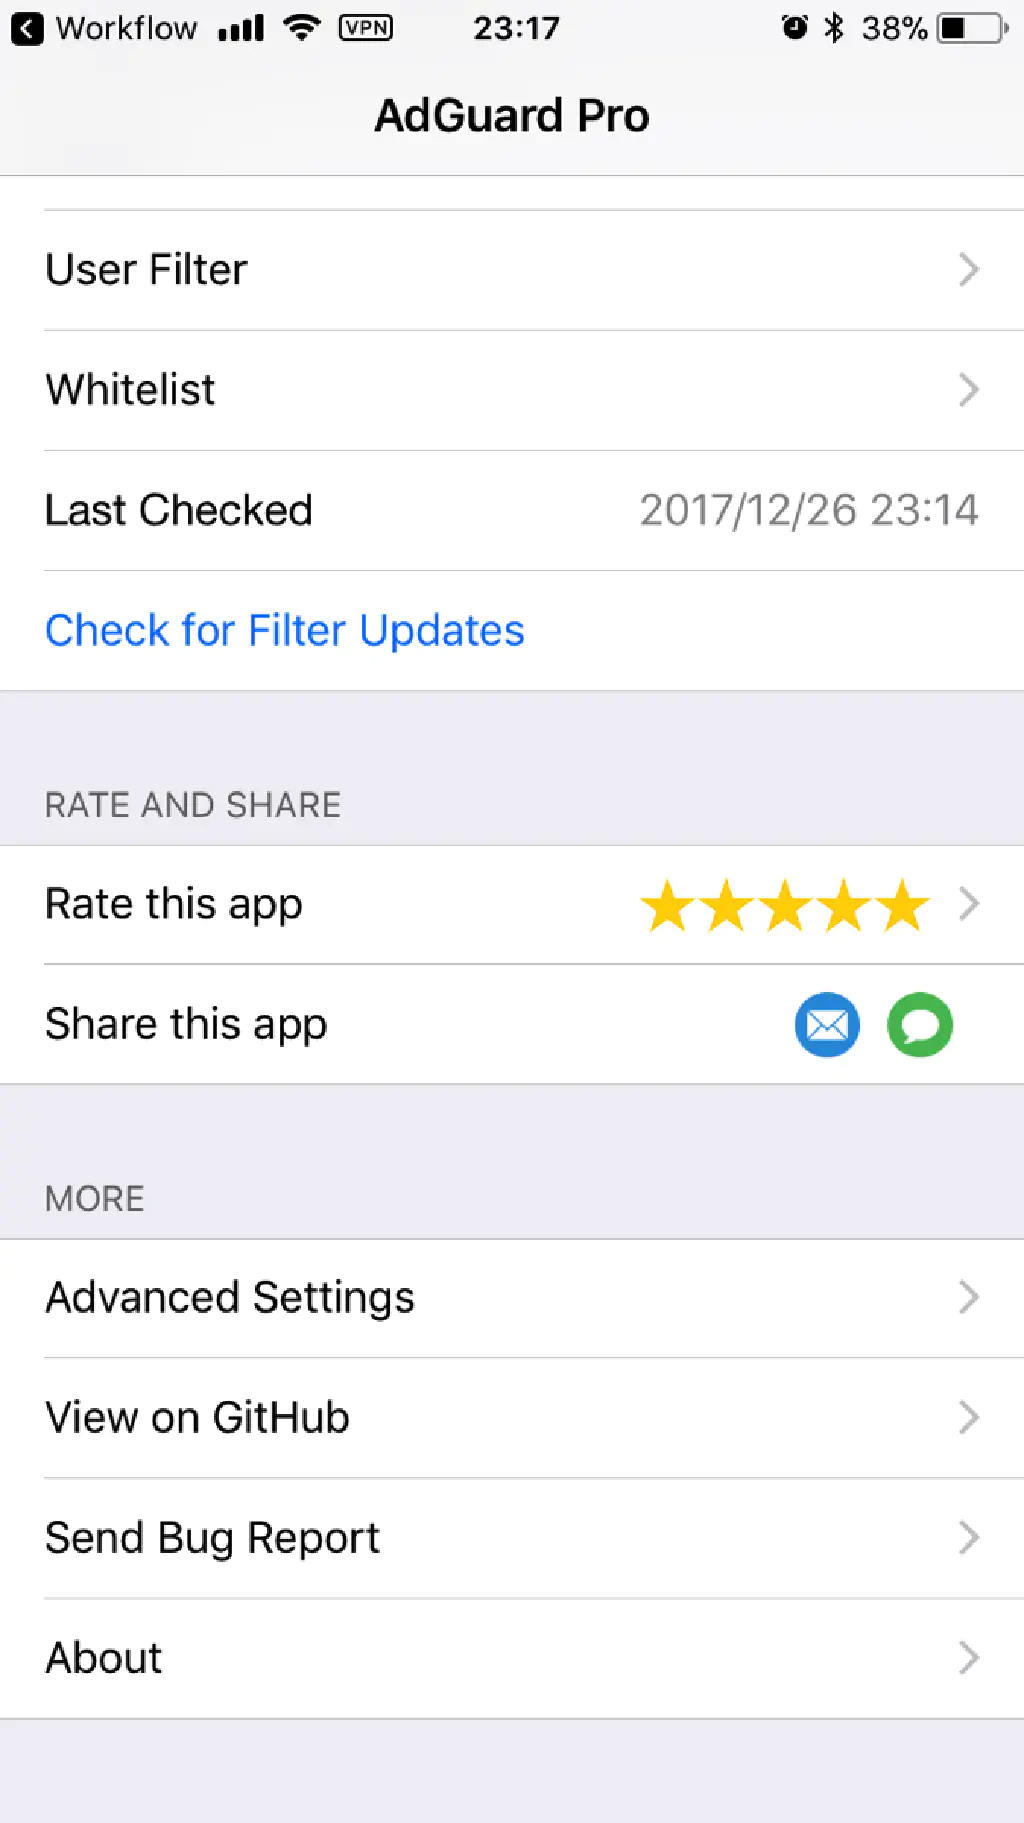 Workflow VPN 23:17 38%
AdGuard Pro
User Filter
Whitelist
Last Checked 2017/12/26 23:14
Check for Filter Updates
RATE AND SHARE
Rate this app
Share this app
MORE
Advanced Settings
View on GitHub
Send Bug Report
About